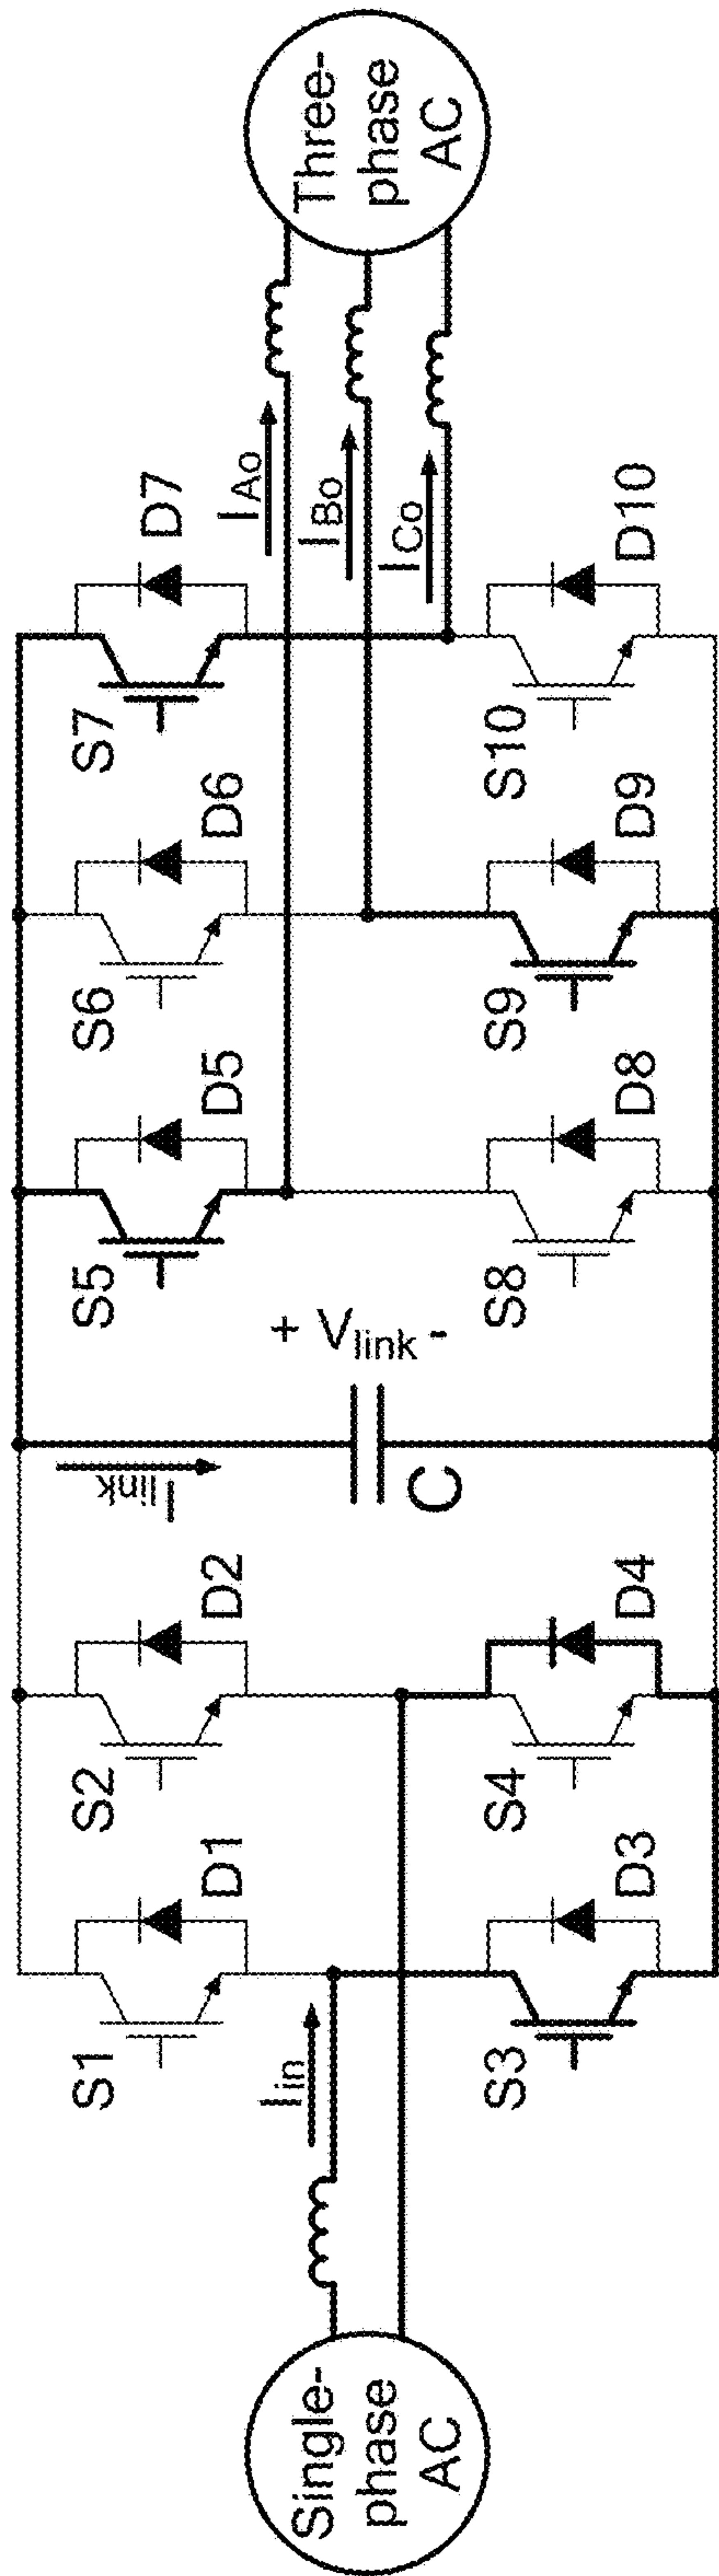 Single-
phase
AC
I_in
S1
D1
S2
D2
S3
D3
S4
D4
I_link
C
+ V_link -
S5
D5
S6
D6
S7
D7
S8
D8
S9
D9
S10
D10
I_Ao
I_Bo
I_Co
Three-
phase
AC